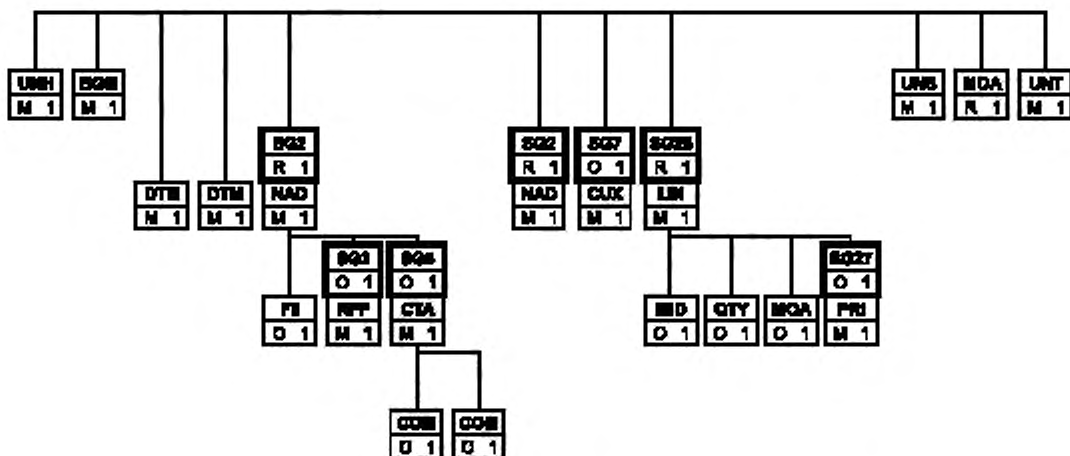 UNH
M 1
BGM
M 1
DTM
M 1
DTM
M 1
SG2
R 1
NAD
M 1
FII
O 1
SG3
O 1
RFF
M 1
SG5
O 1
CTA
M 1
COM
O 1
COM
O 1
SG2
R 1
NAD
M 1
SG7
O 1
CUX
M 1
R 1
LIN
M 1
IMD
O 1
QTY
O 1
MOA
O 1
SG27
O 1
PRI
M 1
UNS
M 1
MOA
R 1
UNT
M 1